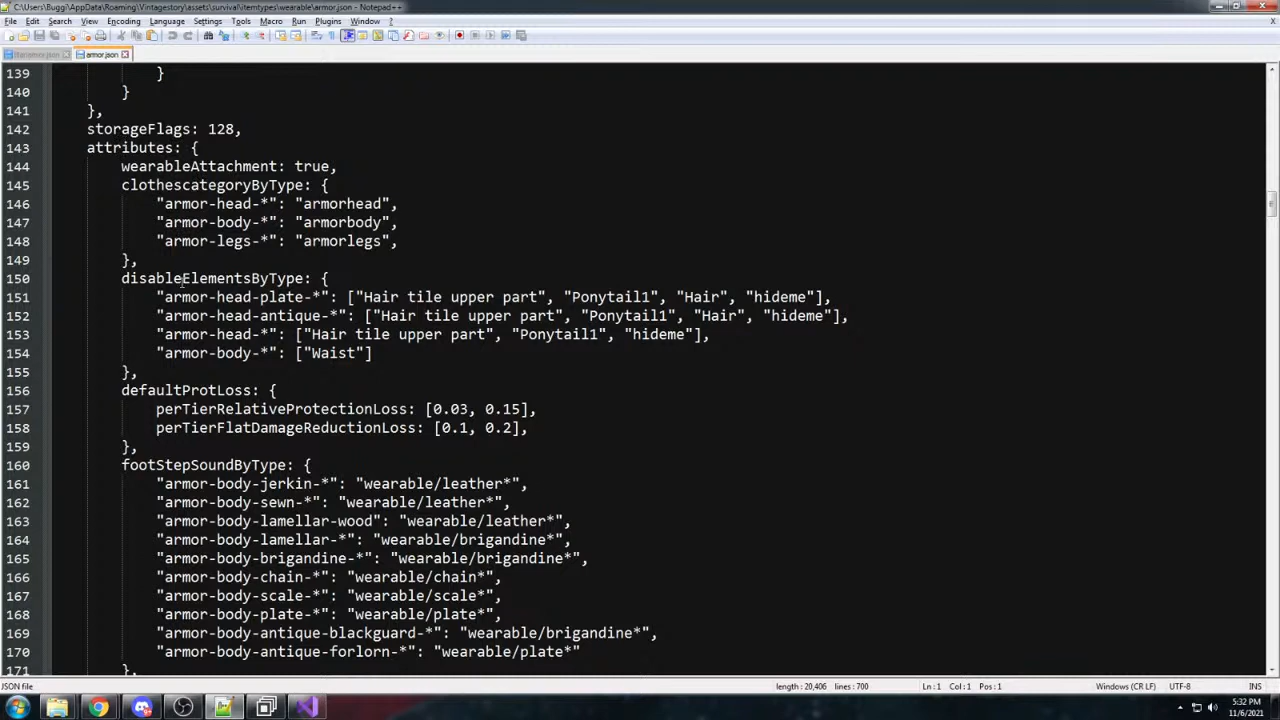 C:\Users\Buggi\AppData\Roaming\Vintagestory\assets\survival\itemtypes\wearable\armor.json - Notepad++
File Edit Search View Encoding Language Settings Tools Macro Run Plugins Window ? X
armor.json
139 }
140 }
141 },
142 storageFlags: 128,
143 attributes: {
144 wearableAttachment: true,
145 clothescategoryByType: {
146 "armor-head-*": "armorhead",
147 "armor-body-*": "armorbody",
148 "armor-legs-*": "armorlegs",
149 },
150 disableElementsByType: {
151 "armor-head-plate-*": ["Hair tile upper part", "Ponytail1", "Hair", "hideme"],
152 "armor-head-antique-*": ["Hair tile upper part", "Ponytail1", "Hair", "hideme"],
153 "armor-head-*": ["Hair tile upper part", "Ponytail1", "hideme"],
154 "armor-body-*": ["Waist"]
155 },
156 defaultProtLoss: {
157 perTierRelativeProtectionLoss: [0.03, 0.15],
158 perTierFlatDamageReductionLoss: [0.1, 0.2],
159 },
160 footStepSoundByType: {
161 "armor-body-jerkin-*": "wearable/leather*",
162 "armor-body-sewn-*": "wearable/leather*",
163 "armor-body-lamellar-wood": "wearable/leather*",
164 "armor-body-lamellar-*": "wearable/brigandine*",
165 "armor-body-brigandine-*": "wearable/brigandine*",
166 "armor-body-chain-*": "wearable/chain*",
167 "armor-body-scale-*": "wearable/scale*",
168 "armor-body-plate-*": "wearable/plate*",
169 "armor-body-antique-blackguard-*": "wearable/brigandine*",
170 "armor-body-antique-forlorn-*": "wearable/plate*"
171 },
JSON file length : 20,406 lines : 700 Ln : 1 Col : 1 Pos : 1 Windows (CR LF) UTF-8 INS
5:32 PM
11/6/2021